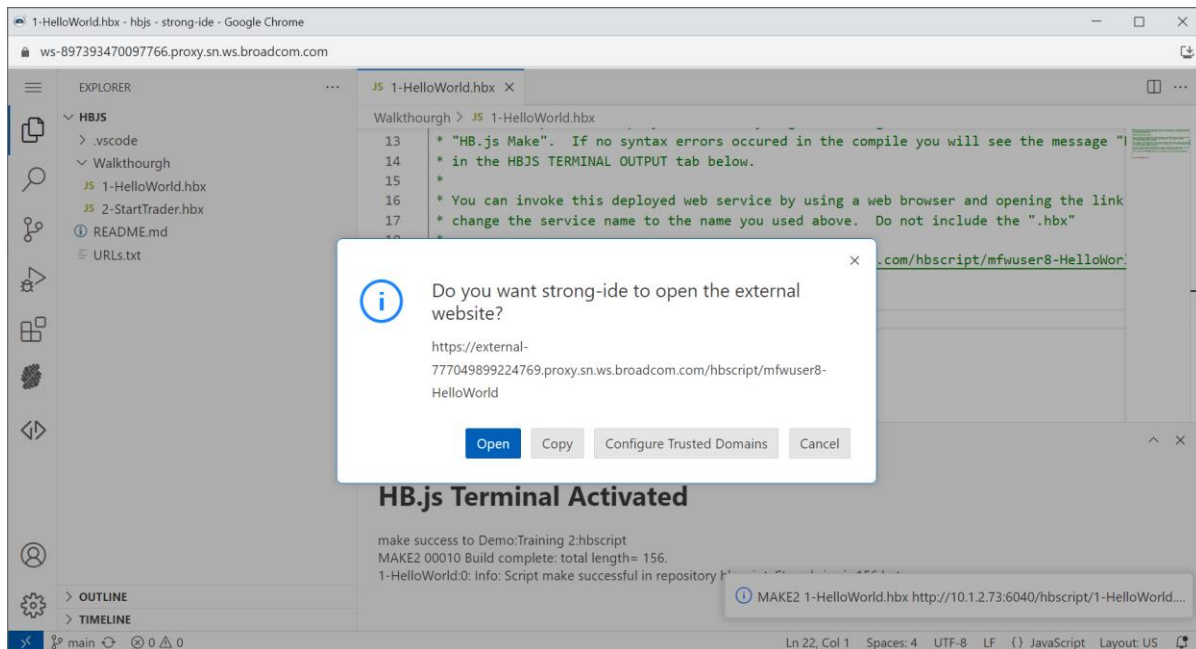 1-HelloWorld.hbx - hbjs - strong-ide - Google Chrome
ws-897393470097766.proxy.sn.ws.broadcom.com
EXPLORER
HBJS
.vscode
Walkthourgh
JS 1-HelloWorld.hbx
JS 2-StartTrader.hbx
README.md
URLs.txt
OUTLINE
TIMELINE
JS 1-HelloWorld.hbx
Walkthourgh > JS 1-HelloWorld.hbx
13 * "HB.js Make". If no syntax errors occured in the compile you will see the message "
14 * in the HBJS TERMINAL OUTPUT tab below.
15 *
16 * You can invoke this deployed web service by using a web browser and opening the link
17 * change the service name to the name you used above. Do not include the ".hbx"
.com/hbscript/mfwuser8-HelloWor
Do you want strong-ide to open the external
website?
https://external-
777049899224769.proxy.sn.ws.broadcom.com/hbscript/mfwuser8-
HelloWorld
Open Copy Configure Trusted Domains Cancel
HB.js Terminal Activated
make success to Demo:Training 2:hbscript
MAKE2 00010 Build complete: total length= 156.
1-HelloWorld:0: Info: Script make successful in repository
MAKE2 1-HelloWorld.hbx http://10.1.2.73:6040/hbscript/1-HelloWorld....
main 0 0 Ln 22, Col 1 Spaces: 4 UTF-8 LF {} JavaScript Layout: US